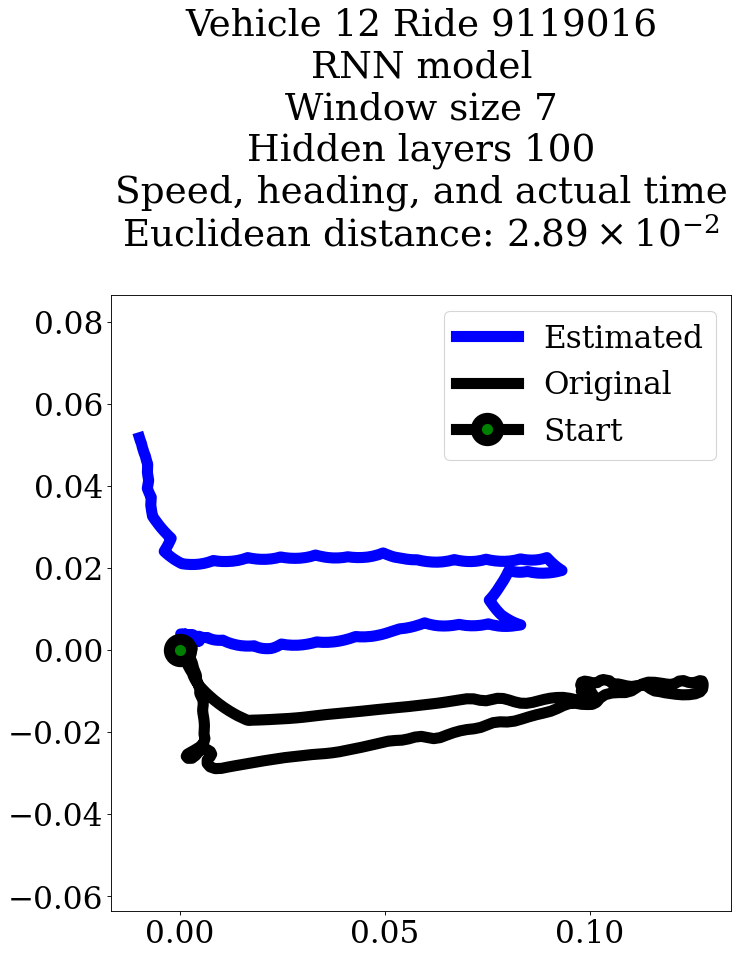 Vehicle 12 Ride 9119016
RNN model
Window size 7
Hidden layers 100
Speed, heading, and actual time
Euclidean distance: 2.89 × 10⁻²
Estimated
Original
Start
0.08
0.06
0.04
0.02
0.00
−0.02
−0.04
−0.06
0.00 0.05 0.10